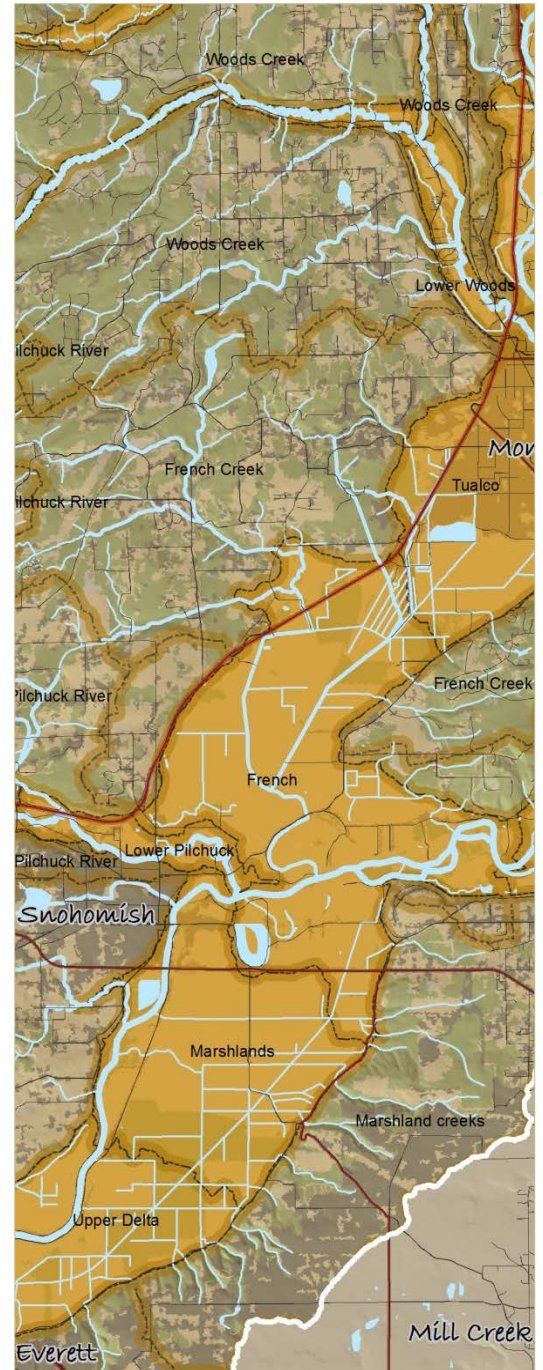 Woods Creek
Woods Creek
Woods Creek
Lower Woods
ilchuck River
Mon
French Creek
Tualco
ilchuck River
French Creek
Pilchuck River
French
Lower Pilchuck
Pilchuck River
Snohomish
Marshlands
Marshland creeks
Upper Delta
Mill Creek
Everett